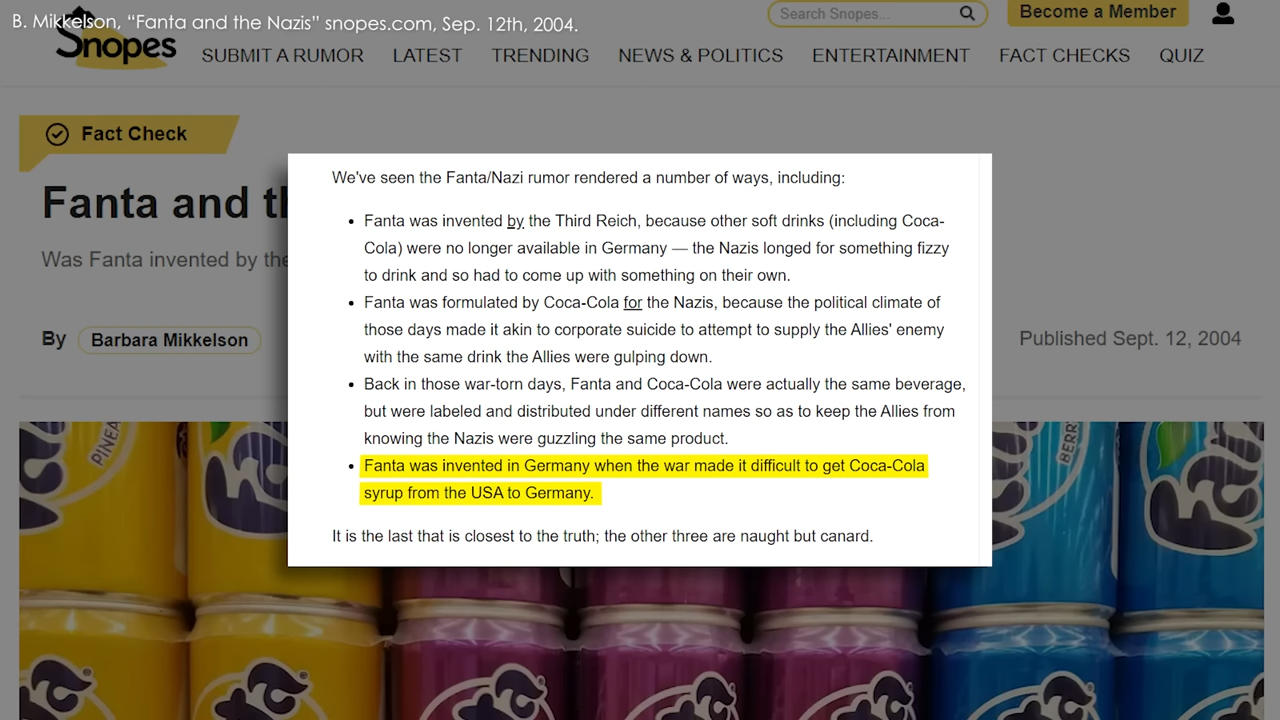 B. Mikkelson, “Fanta and the Nazis” snopes.com, Sep. 12th, 2004.
Search Snopes...
Become a Member
Snopes
SUBMIT A RUMOR LATEST TRENDING NEWS & POLITICS ENTERTAINMENT FACT CHECKS QUIZ
Fact Check
Fanta and
Was Fanta invented by the
By Barbara Mikkelson
Published Sept. 12, 2004
We've seen the Fanta/Nazi rumor rendered a number of ways, including:
• Fanta was invented by the Third Reich, because other soft drinks (including Coca-
Cola) were no longer available in Germany — the Nazis longed for something fizzy
to drink and so had to come up with something on their own.
• Fanta was formulated by Coca-Cola for the Nazis, because the political climate of
those days made it akin to corporate suicide to attempt to supply the Allies' enemy
with the same drink the Allies were gulping down.
• Back in those war-torn days, Fanta and Coca-Cola were actually the same beverage,
but were labeled and distributed under different names so as to keep the Allies from
knowing the Nazis were guzzling the same product.
• Fanta was invented in Germany when the war made it difficult to get Coca-Cola
syrup from the USA to Germany.
It is the last that is closest to the truth; the other three are naught but canard.